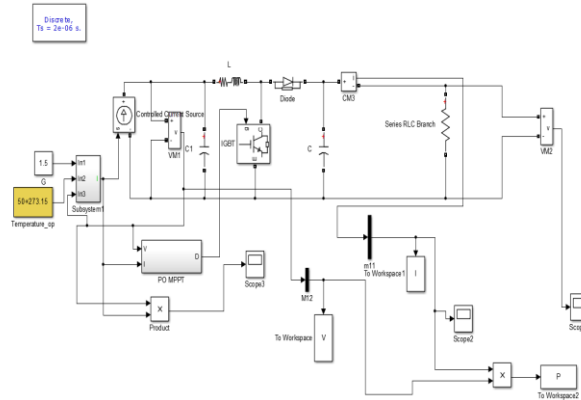 Discrete,
Ts = 2e-06 s.
L
Diode
CM3
Controlled Current Source
VM1
C1
IGBT
C
Series RLC Branch
VM2
1.5
G
50+273.15
Temperature_op
In1
In2
In3
Subsystem1
V
I
D
PO MPPT
Scope3
X
Product
M12
To Workspace
V
m11
To Workspace1
I
Scope2
Scop
X
P
To Workspace2